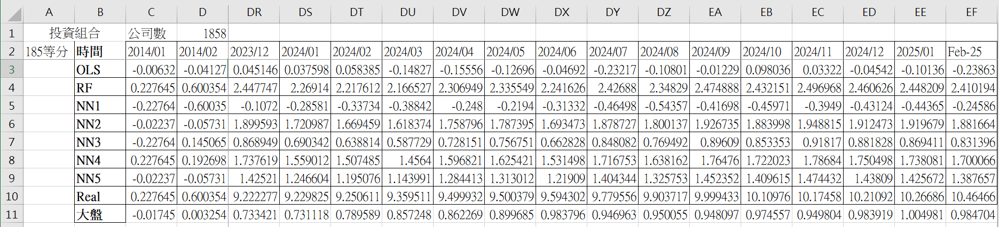 A B C D DR DS DT DU DV DW DX DY DZ EA EB EC ED EE EF
1 投資組合 公司數 1858
2 185等分 時間 2014/01 2014/02 2023/12 2024/01 2024/02 2024/03 2024/04 2024/05 2024/06 2024/07 2024/08 2024/09 2024/10 2024/11 2024/12 2025/01 Feb-25
3 OLS -0.00632 -0.04127 0.045146 0.037598 0.058385 -0.14827 -0.15556 -0.12696 -0.04692 -0.23217 -0.10801 -0.01229 0.098036 0.03322 -0.04542 -0.10136 -0.23863
4 RF 0.227645 0.600354 2.447747 2.26914 2.217612 2.166527 2.306949 2.335549 2.241626 2.42688 2.34829 2.474888 2.432151 2.496968 2.460626 2.448209 2.410194
5 NN1 -0.22764 -0.60035 -0.1072 -0.28581 -0.33734 -0.38842 -0.248 -0.2194 -0.31332 -0.46498 -0.54357 -0.41698 -0.45971 -0.3949 -0.43124 -0.44365 -0.24586
6 NN2 -0.02237 -0.05731 1.899593 1.720987 1.669459 1.618374 1.758796 1.787395 1.693473 1.878727 1.800137 1.926735 1.883998 1.948815 1.912473 1.919679 1.881664
7 NN3 -0.22764 0.145065 0.868949 0.690342 0.638814 0.587729 0.728151 0.756751 0.662828 0.848082 0.769492 0.89609 0.853353 0.91817 0.881828 0.869411 0.831396
8 NN4 0.227645 0.192698 1.737619 1.559012 1.507485 1.4564 1.596821 1.625421 1.531498 1.716753 1.638162 1.76476 1.722023 1.78684 1.750498 1.738081 1.700066
9 NN5 -0.02237 -0.05731 1.42521 1.246604 1.195076 1.143991 1.284413 1.313012 1.21909 1.404344 1.325753 1.452352 1.409615 1.474432 1.43809 1.425672 1.387657
10 Real 0.227645 0.600354 9.222277 9.229825 9.250611 9.359511 9.499932 9.500379 9.594302 9.779556 9.903717 9.999433 10.10976 10.17458 10.21092 10.26686 10.46466
11 大盤 -0.01745 0.003254 0.733421 0.731118 0.789589 0.857248 0.862269 0.899685 0.983796 0.946963 0.950055 0.948097 0.974557 0.949804 0.983919 1.004981 0.984704